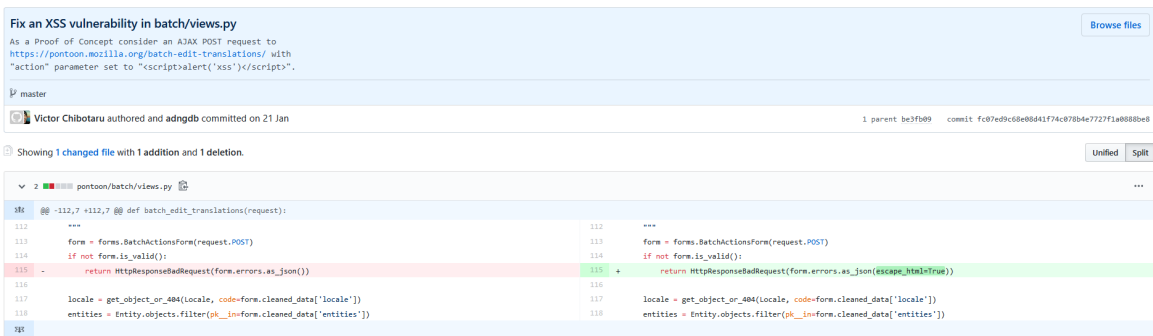 Fix an XSS vulnerability in batch/views.py
Browse files
As a Proof of Concept consider an AJAX POST request to
https://pontoon.mozilla.org/batch-edit-translations/ with
"action" parameter set to "<script>alert('xss')</script>".
master
Victor Chibotaru authored and adngdb committed on 21 Jan
1 parent be3fb09 commit fc07ed9c68e08d41f74c078b4e7727f1a0888be8
Showing 1 changed file with 1 addition and 1 deletion.
Unified Split
2 pontoon/batch/views.py
@@ -112,7 +112,7 @@ def batch_edit_translations(request):
112 """ 112 """
113 form = forms.BatchActionsForm(request.POST) 113 form = forms.BatchActionsForm(request.POST)
114 if not form.is_valid(): 114 if not form.is_valid():
115 - return HttpResponseBadRequest(form.errors.as_json()) 115 + return HttpResponseBadRequest(form.errors.as_json(escape_html=True))
116 116
117 locale = get_object_or_404(Locale, code=form.cleaned_data['locale']) 117 locale = get_object_or_404(Locale, code=form.cleaned_data['locale'])
118 entities = Entity.objects.filter(pk__in=form.cleaned_data['entities']) 118 entities = Entity.objects.filter(pk__in=form.cleaned_data['entities'])